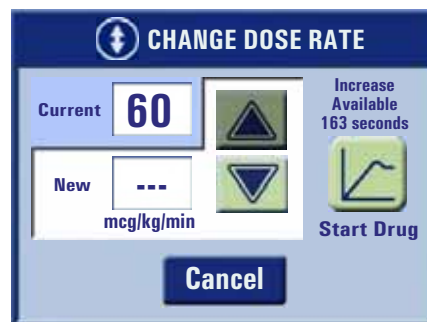 CHANGE DOSE RATE
Current 60
Increase
Available
163 seconds
New ---
mcg/kg/min
Start Drug
Cancel